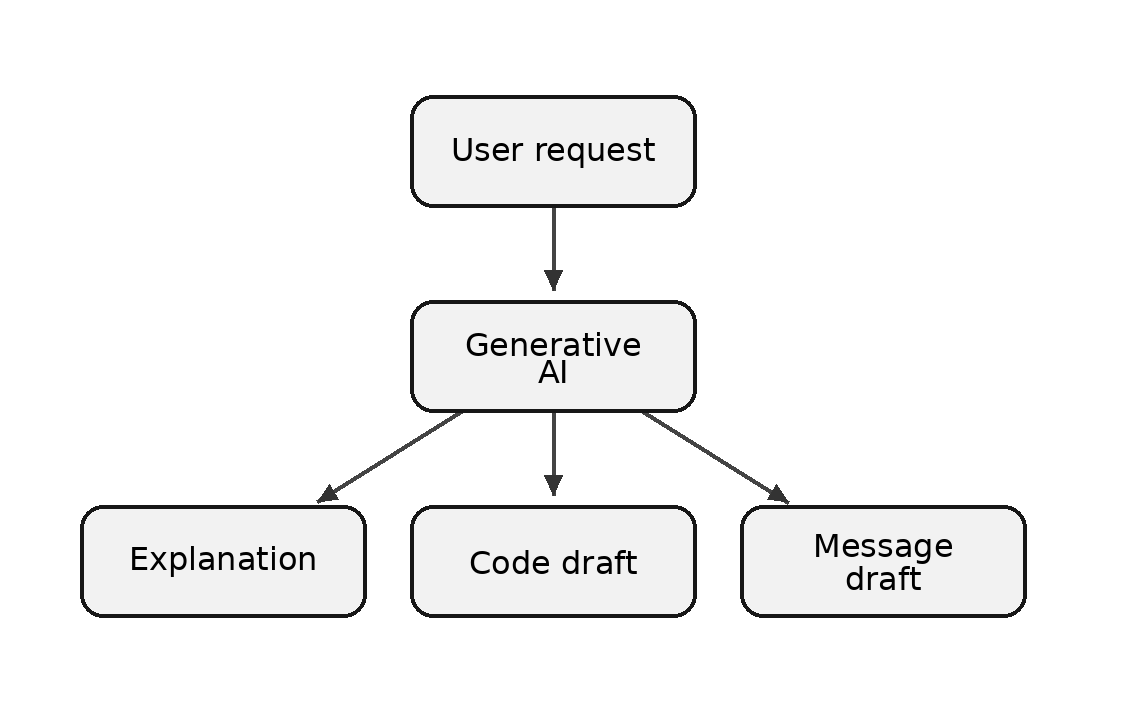 User request
Generative
AI
Explanation
Code draft
Message
draft